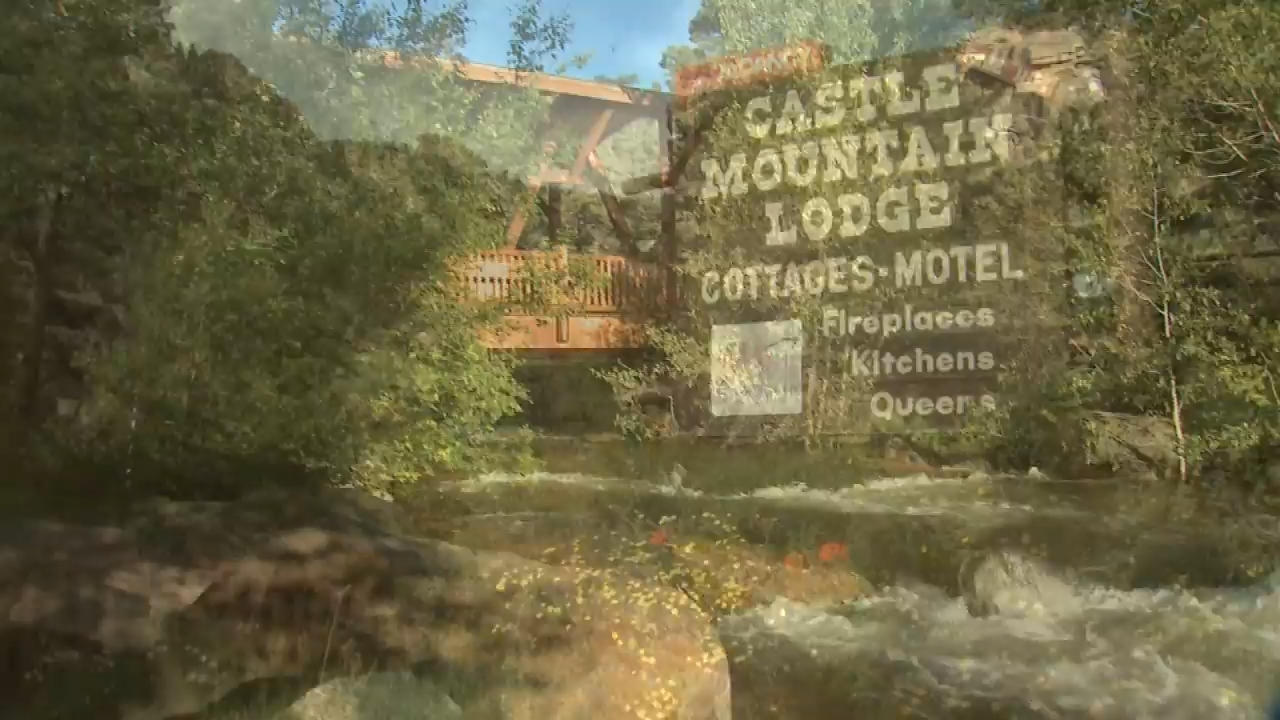 CASTLE
MOUNTAIN
LODGE
COTTAGES-MOTEL
Fireplaces
Kitchens
Queens